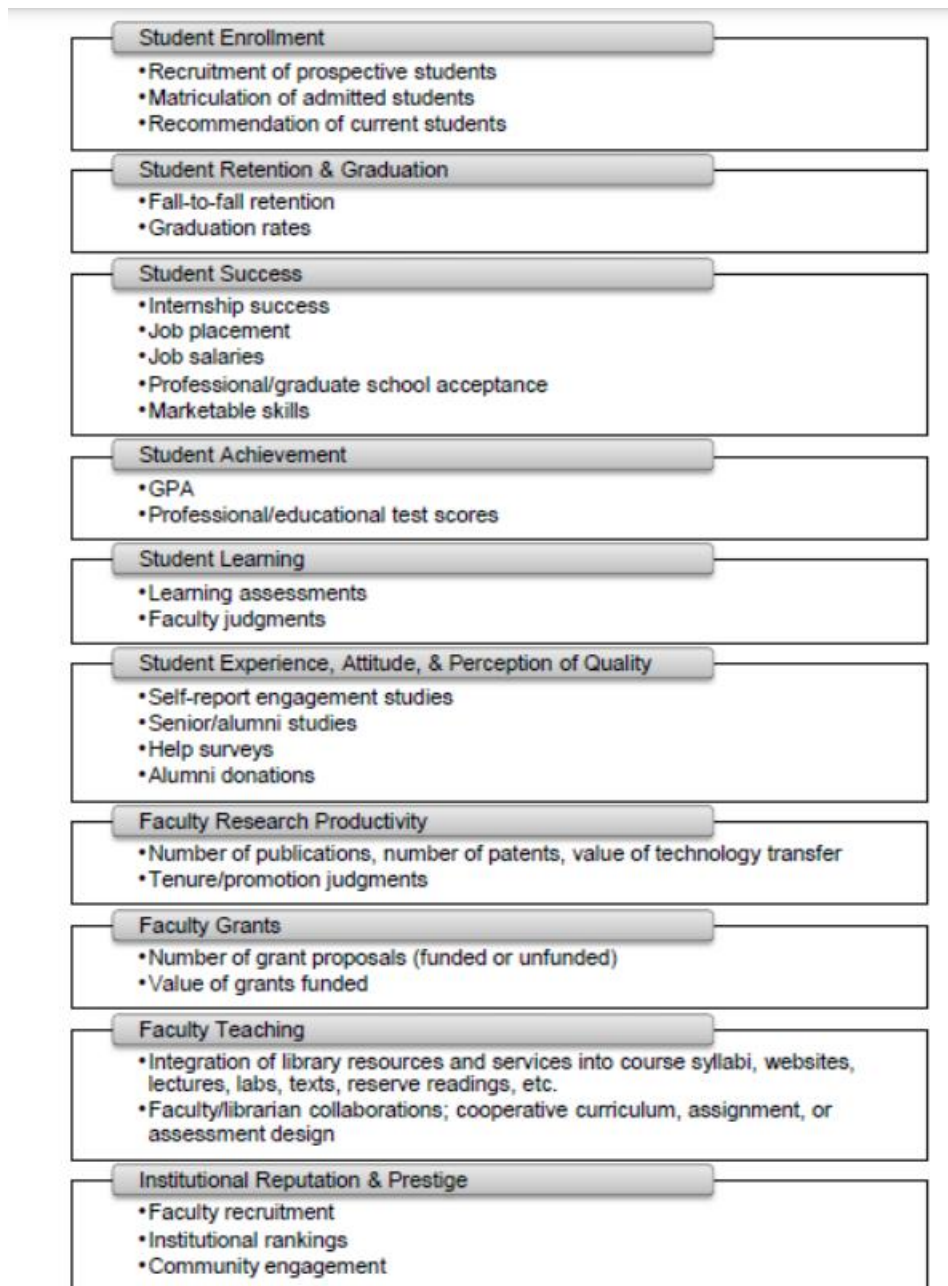 Student Enrollment
•Recruitment of prospective students
•Matriculation of admitted students
•Recommendation of current students
Student Retention & Graduation
•Fall-to-fall retention
•Graduation rates
Student Success
•Internship success
•Job placement
•Job salaries
•Professional/graduate school acceptance
•Marketable skills
Student Achievement
•GPA
•Professional/educational test scores
Student Learning
•Learning assessments
•Faculty judgments
Student Experience, Attitude, & Perception of Quality
•Self-report engagement studies
•Senior/alumni studies
•Help surveys
•Alumni donations
Faculty Research Productivity
•Number of publications, number of patents, value of technology transfer
•Tenure/promotion judgments
Faculty Grants
•Number of grant proposals (funded or unfunded)
•Value of grants funded
Faculty Teaching
•Integration of library resources and services into course syllabi, websites,
lectures, labs, texts, reserve readings, etc.
•Faculty/librarian collaborations; cooperative curriculum, assignment, or
assessment design
Institutional Reputation & Prestige
•Faculty recruitment
•Institutional rankings
•Community engagement